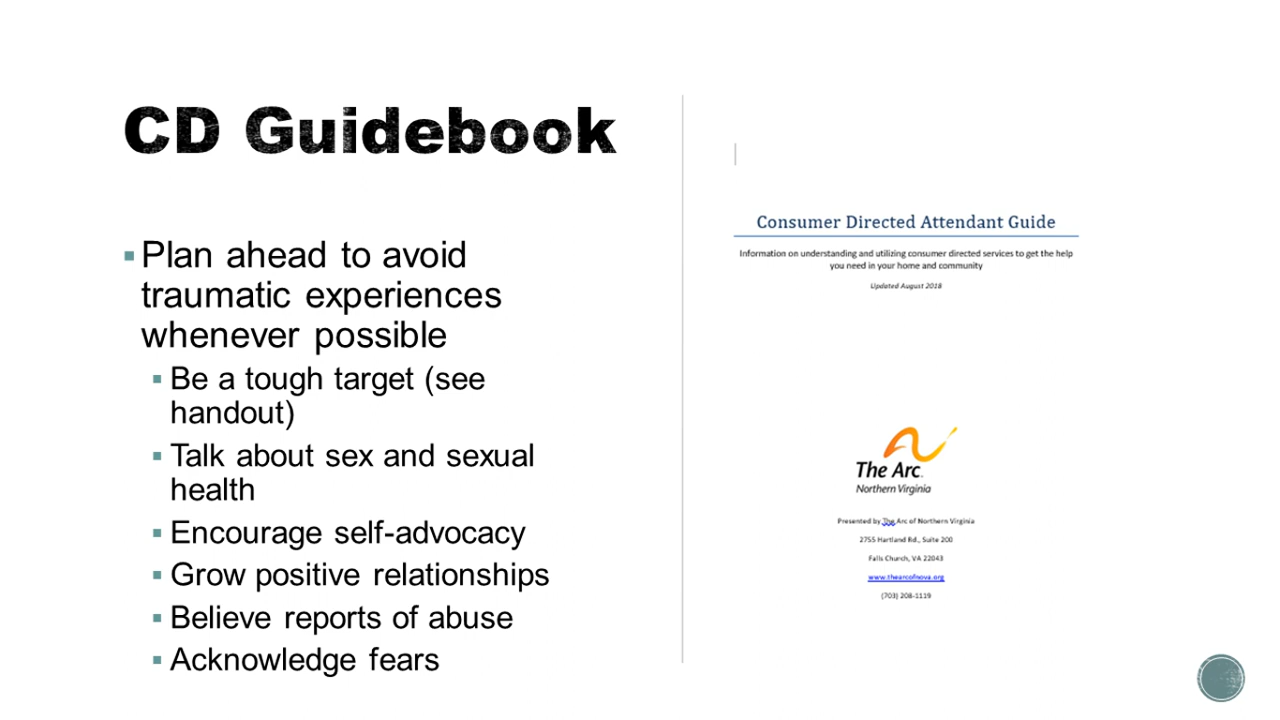 CD Guidebook
Plan ahead to avoid
traumatic experiences
whenever possible
Be a tough target (see
handout)
Talk about sex and sexual
health
Encourage self-advocacy
Grow positive relationships
Believe reports of abuse
Acknowledge fears
Consumer Directed Attendant Guide
Information on understanding and utilizing consumer directed services to get the help
you need in your home and community
Updated August 2018
The Arc.
Northern Virginia
Presented by The Arc of Northern Virginia
2755 Hartland Rd., Suite 200
Falls Church, VA 22043
www.thearcofnova.org
(703) 208-1119